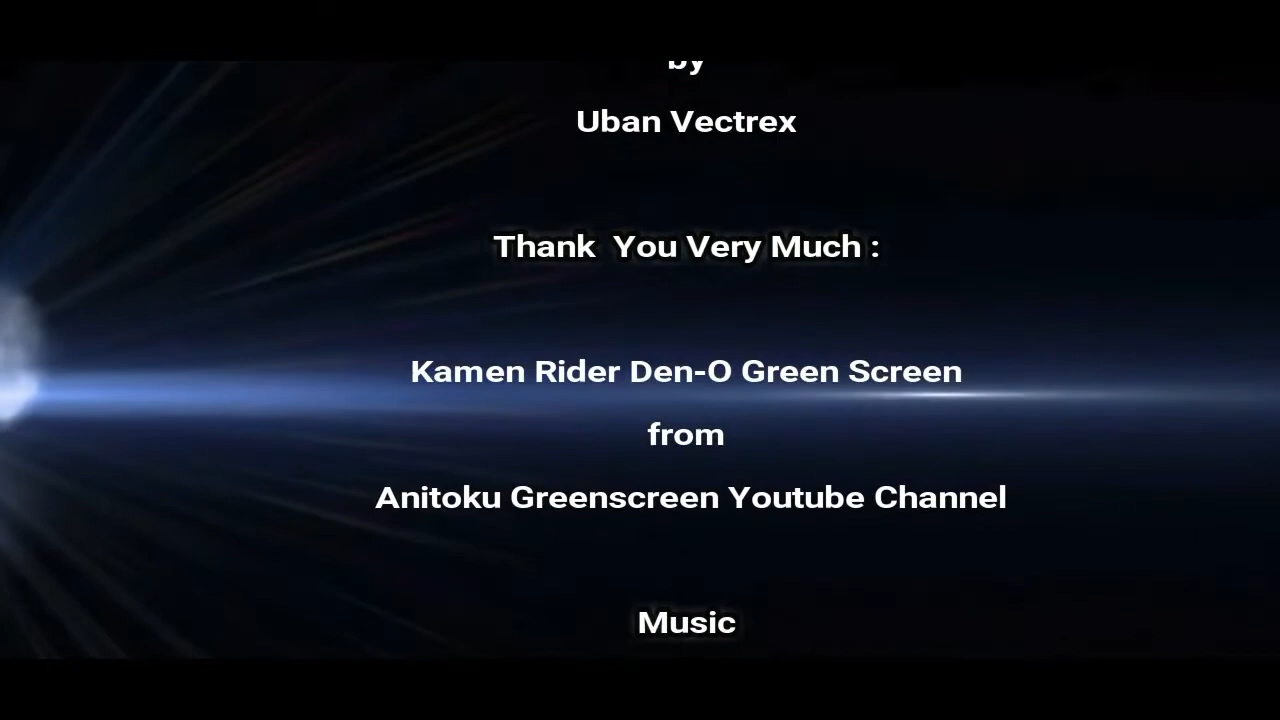 by
Uban Vectrex
Thank You Very Much :
Kamen Rider Den-O Green Screen
from
Anitoku Greenscreen Youtube Channel
Music